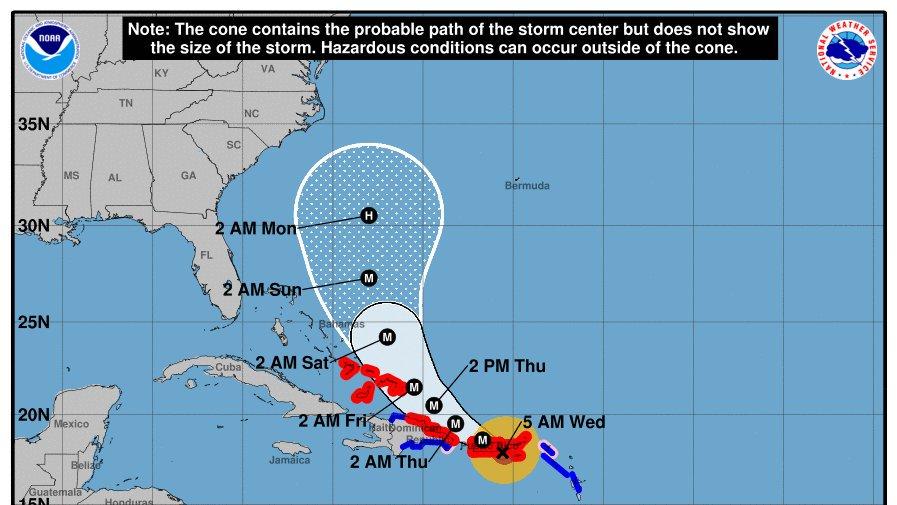 Note: The cone contains the probable path of the storm center but does not show
the size of the storm. Hazardous conditions can occur outside of the cone.
NOAA
NATIONAL WEATHER SERVICE
KY
VA
TN
NC
35N
SC
MS
AL
GA
Bermuda
30N
2 AM Mon
H
FL
M
2 AM Sun
25N
Bahamas
M
2 AM Sat
Cuba
2 PM Thu
M
M
20N
2 AM Fri
M
5 AM Wed
Mexico
Haiti
Dominican
Republic
M
Jamaica
2 AM Thu
Belize
Guatemala
Honduras
15N